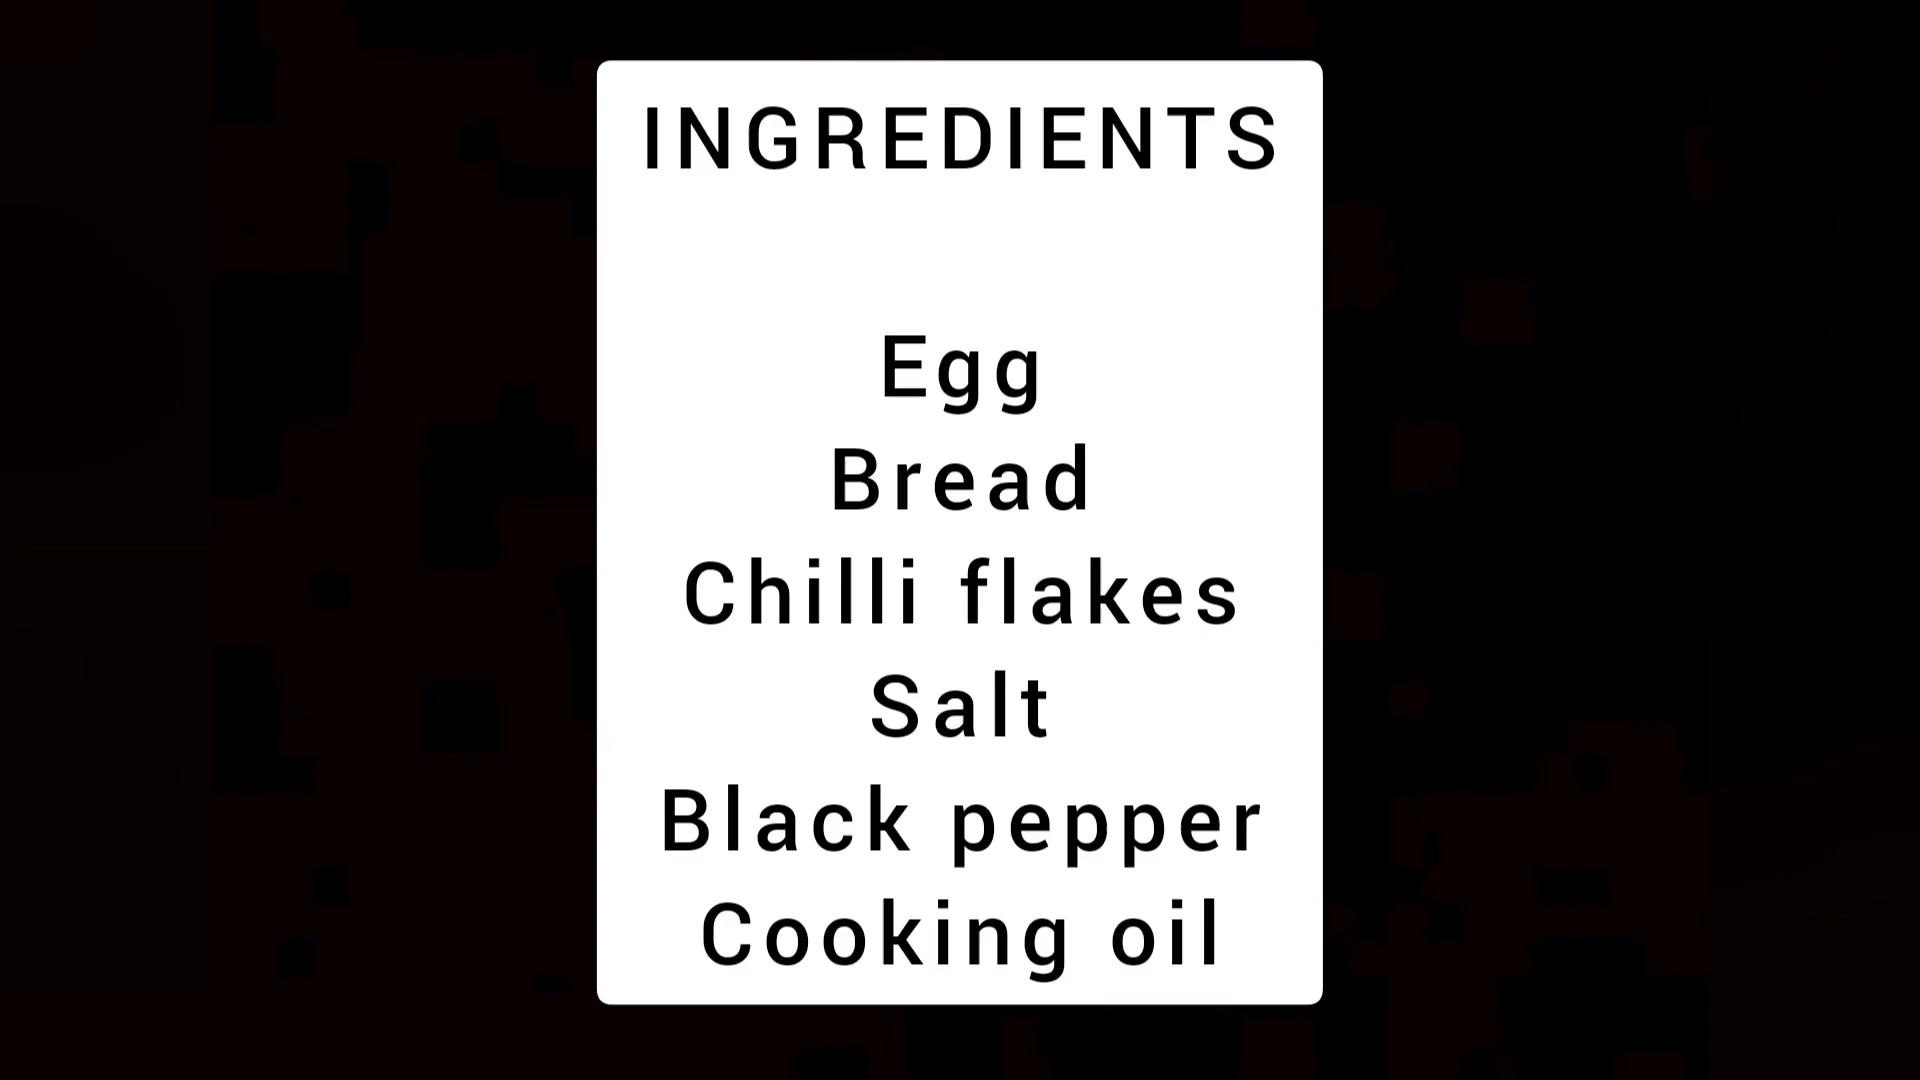 INGREDIENTS
Egg
Bread
Chilli flakes
Salt
Black pepper
Cooking oil